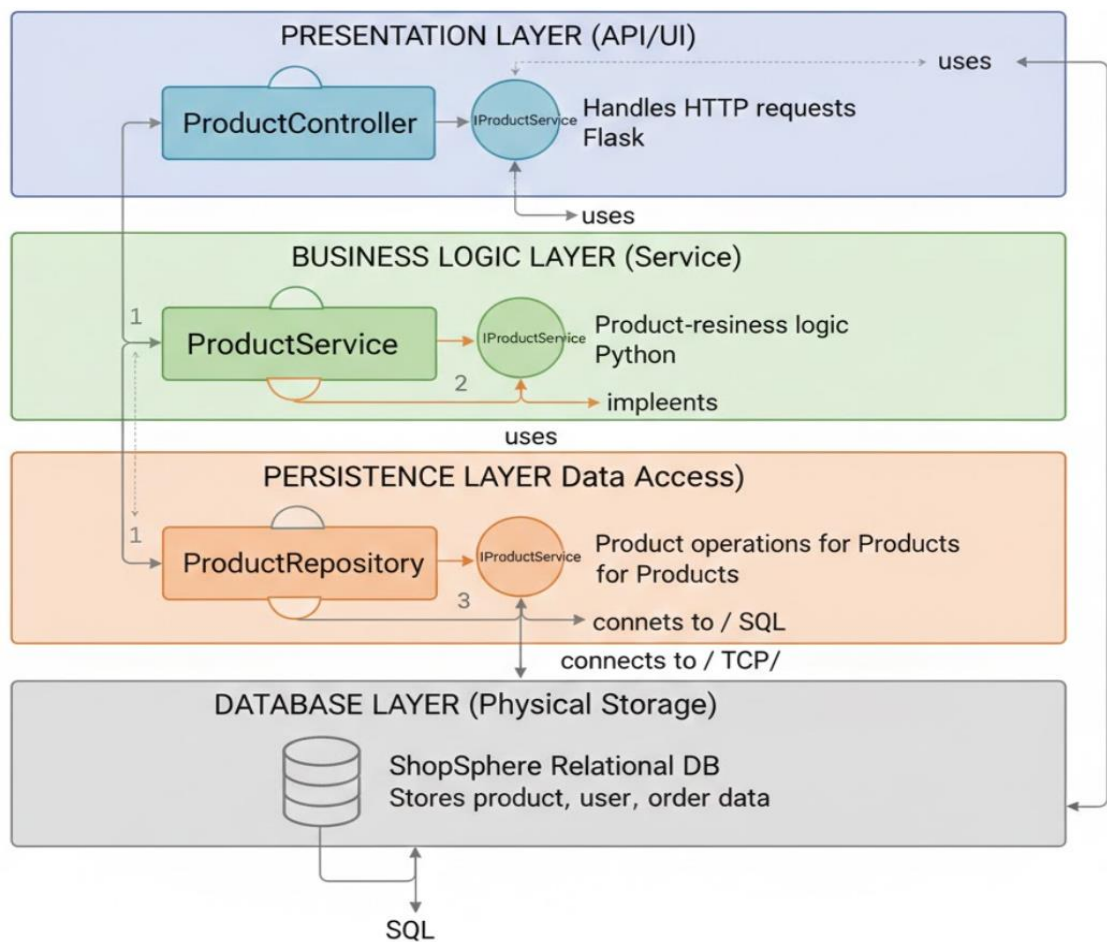 PRESENTATION LAYER (API/UI)
uses
ProductController
IProductService
Handles HTTP requests
Flask
uses
BUSINESS LOGIC LAYER (Service)
1
ProductService
IProductService
Product-resiness logic
Python
2
impleents
uses
PERSISTENCE LAYER Data Access)
1
ProductRepository
IProductService
Product operations for Products
for Products
3
connets to / SQL
connects to / TCP/
DATABASE LAYER (Physical Storage)
ShopSphere Relational DB
Stores product, user, order data
SQL